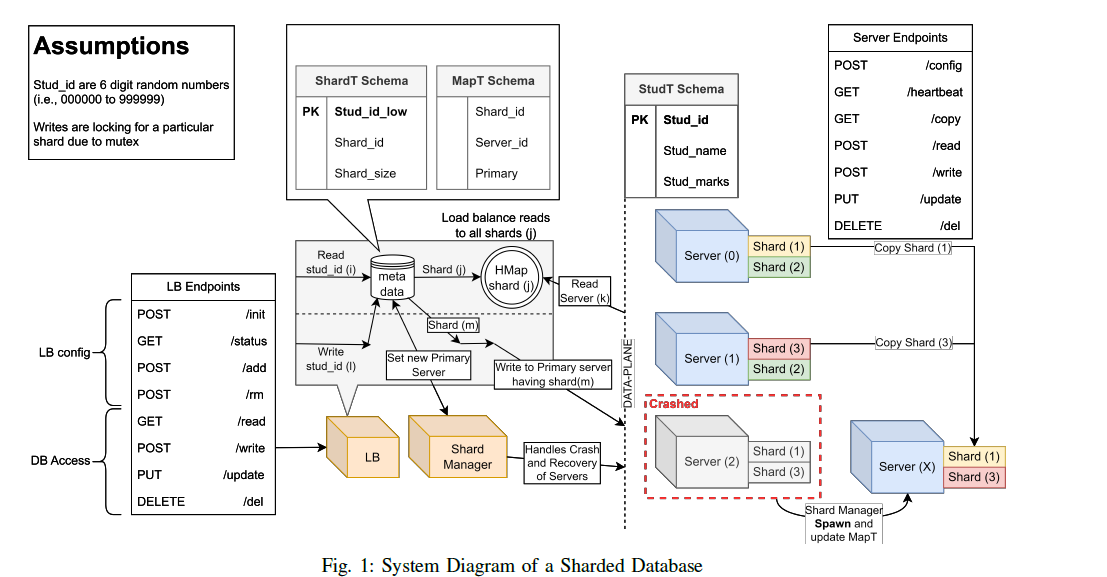 Assumptions
Stud_id are 6 digit random numbers
(i.e., 000000 to 999999)
Writes are locking for a particular
shard due to mutex
ShardT Schema
PK Stud_id_low
Shard_id
Shard_size
MapT Schema
Shard_id
Server_id
Primary
StudT Schema
PK Stud_id
Stud_name
Stud_marks
Server Endpoints
POST /config
GET /heartbeat
GET /copy
POST /read
POST /write
PUT /update
DELETE /del
Load balance reads
to all shards (j)
Read
stud_id (i)
meta
data
Shard (j)
HMap
shard (j)
Read
Server (k)
Shard (m)
Write
stud_id (l)
Set new Primary
Server
Write to Primary server
having shard(m)
DATA-PLANE
LB Endpoints
POST /init
GET /status
POST /add
POST /rm
GET /read
POST /write
PUT /update
DELETE /del
LB config
DB Access
LB
Shard
Manager
Handles Crash
and Recovery
of Servers
Server (0)
Shard (1)
Shard (2)
Copy Shard (1)
Server (1)
Shard (3)
Shard (2)
Copy Shard (3)
Crashed
Server (2)
Shard (1)
Shard (3)
Server (X)
Shard (1)
Shard (3)
Shard Manager
Spawn and
update MapT
Fig. 1: System Diagram of a Sharded Database